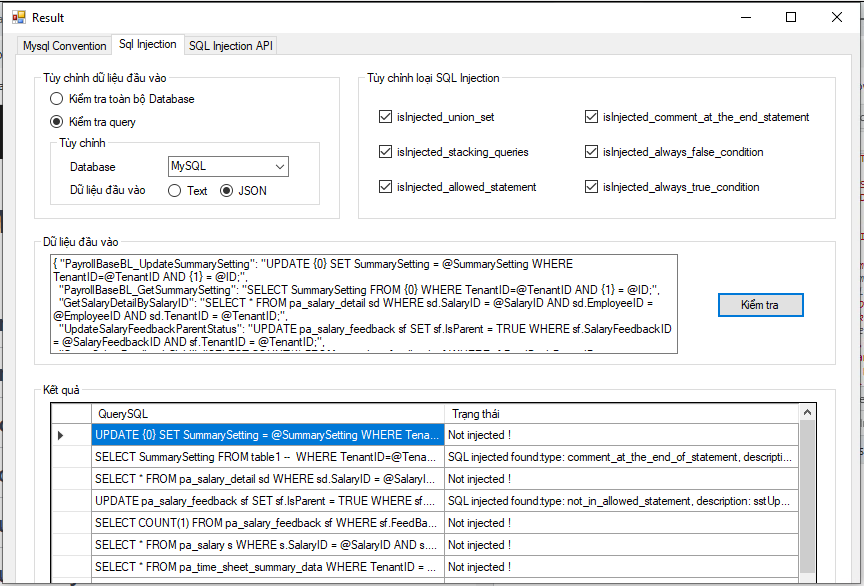 Result
Mysql Convention
Sql Injection
SQL Injection API
Tùy chỉnh dữ liệu đầu vào
Kiểm tra toàn bộ Database
Kiểm tra query
Tùy chỉnh
Database
MySQL
Dữ liệu đầu vào
Text
JSON
Tùy chỉnh loại SQL Injection
isInjected_union_set
isInjected_comment_at_the_end_statement
isInjected_stacking_queries
isInjected_always_false_condition
isInjected_allowed_statement
isInjected_always_true_condition
Dữ liệu đầu vào
{ "PayrollBaseBL_UpdateSummarySetting": "UPDATE {0} SET SummarySetting = @SummarySetting WHERE
TenantID=@TenantID AND {1} = @ID;",
"PayrollBaseBL_GetSummarySetting": "SELECT SummarySetting FROM {0} WHERE TenantID=@TenantID AND {1} = @ID;",
"GetSalaryDetailBySalaryID": "SELECT * FROM pa_salary_detail sd WHERE sd.SalaryID = @SalaryID AND sd.EmployeeID =
@EmployeeID AND sd.TenantID = @TenantID;",
"UpdateSalaryFeedbackParentStatus": "UPDATE pa_salary_feedback sf SET sf.IsParent = TRUE WHERE sf.SalaryFeedbackID
= @SalaryFeedbackID AND sf.TenantID = @TenantID;",
Kiểm tra
Kết quả
QuerySQL
Trạng thái
UPDATE {0} SET SummarySetting = @SummarySetting WHERE Tena...
Not injected !
SELECT SummarySetting FROM table1 -- WHERE TenantID=@Tena...
SQL injected found:type: comment_at_the_end_of_statement, descripti...
SELECT * FROM pa_salary_detail sd WHERE sd.SalaryID = @SalaryI...
Not injected !
UPDATE pa_salary_feedback sf SET sf.IsParent = TRUE WHERE sf....
SQL injected found:type: not_in_allowed_statement, description: sstUp...
SELECT COUNT(1) FROM pa_salary_feedback sf WHERE sf.FeedBa...
Not injected !
SELECT * FROM pa_salary s WHERE s.SalaryID = @SalaryID AND s....
Not injected !
SELECT * FROM pa_time_sheet_summary_data WHERE TenantID = ...
Not injected !